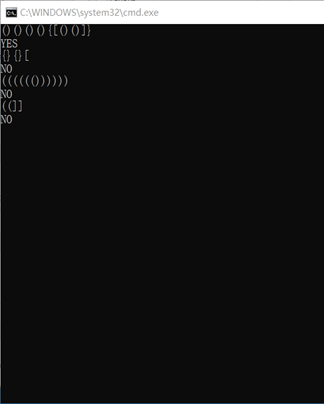 C:\WINDOWS\system32\cmd.exe
()()()(){[()()]}
YES
{}{}[
NO
(((((())))))
NO
((]]
NO